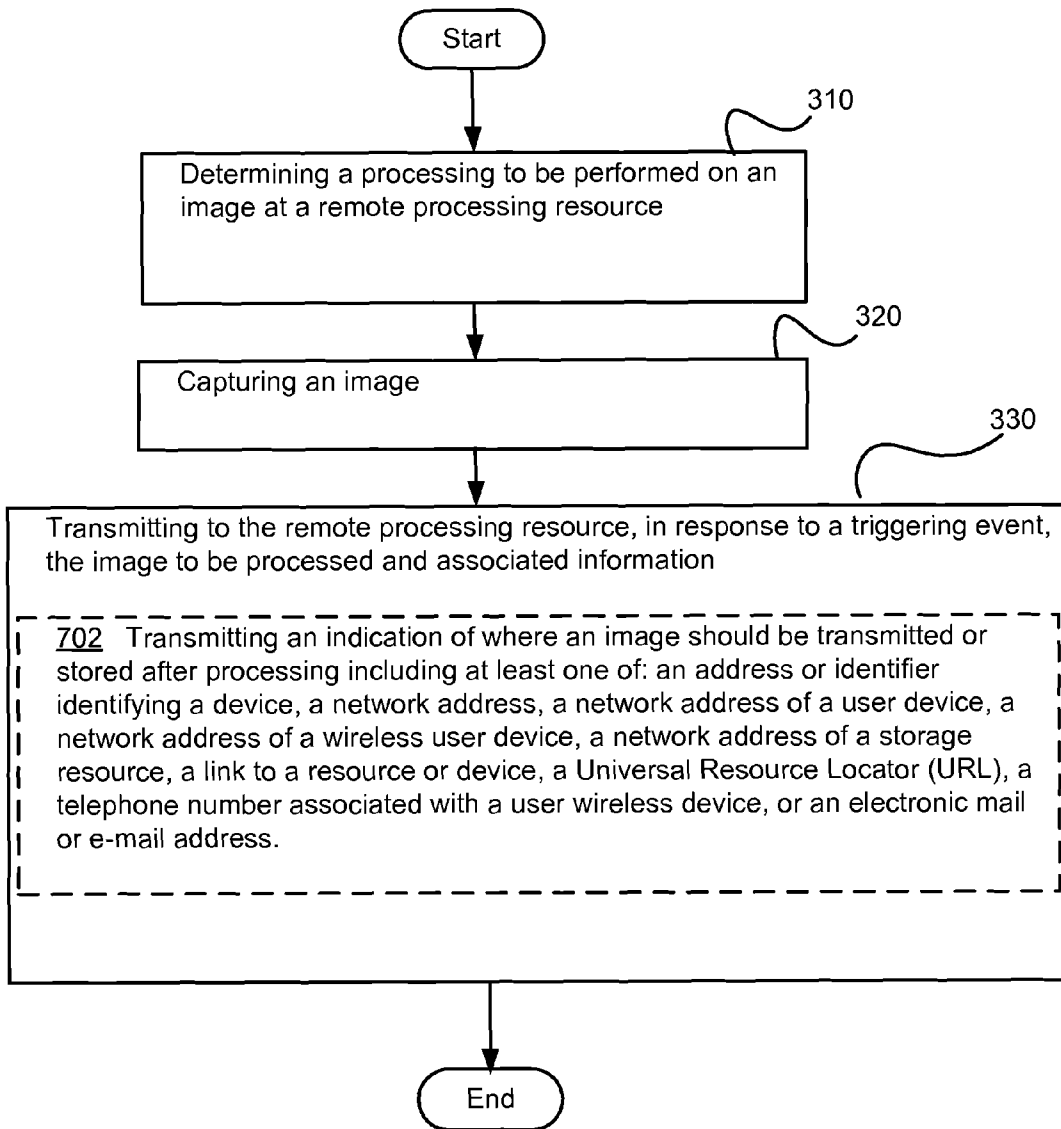 Start
310
Determining a processing to be performed on an
image at a remote processing resource
320
Capturing an image
330
Transmitting to the remote processing resource, in response to a triggering event,
the image to be processed and associated information
702 Transmitting an indication of where an image should be transmitted or
stored after processing including at least one of: an address or identifier
identifying a device, a network address, a network address of a user device, a
network address of a wireless user device, a network address of a storage
resource, a link to a resource or device, a Universal Resource Locator (URL), a
telephone number associated with a user wireless device, or an electronic mail
or e-mail address.
End